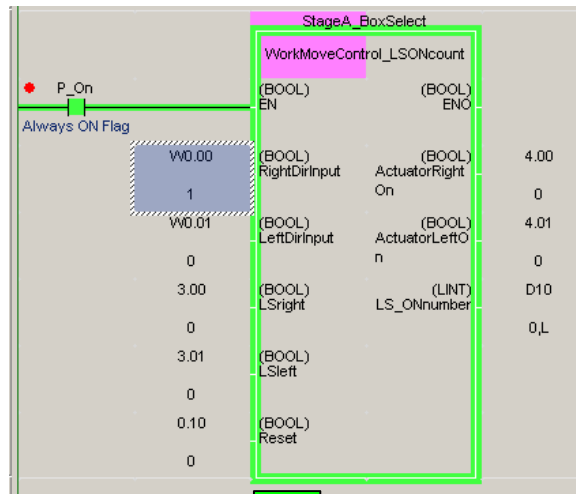 StageA_BoxSelect
WorkMoveControl_LSONcount
P_On
(BOOL)
EN
(BOOL)
ENO
Always ON Flag
W0.00
(BOOL)
RightDirInput
(BOOL)
ActuatorRight
On
4.00
1
0
W0.01
(BOOL)
LeftDirInput
(BOOL)
ActuatorLeftO
n
4.01
0
0
3.00
(BOOL)
LSright
(LINT)
LS_ONnumber
D10
0
0,L
3.01
(BOOL)
LSleft
0
0.10
(BOOL)
Reset
0